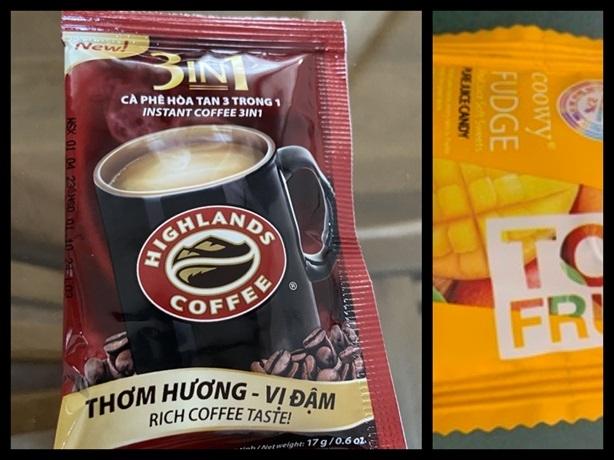 New!
3IN1
CÀ PHÊ HÒA TAN 3 TRONG 1
INSTANT COFFEE 3IN1
HIGHLANDS
COFFEE
®
THƠM HƯƠNG - VỊ ĐẬM
RICH COFFEE TASTE!
Net weight: 17 g / 0.6 oz
COOWY®
FUDGE
PURE JUICE CANDY
TO
FRU